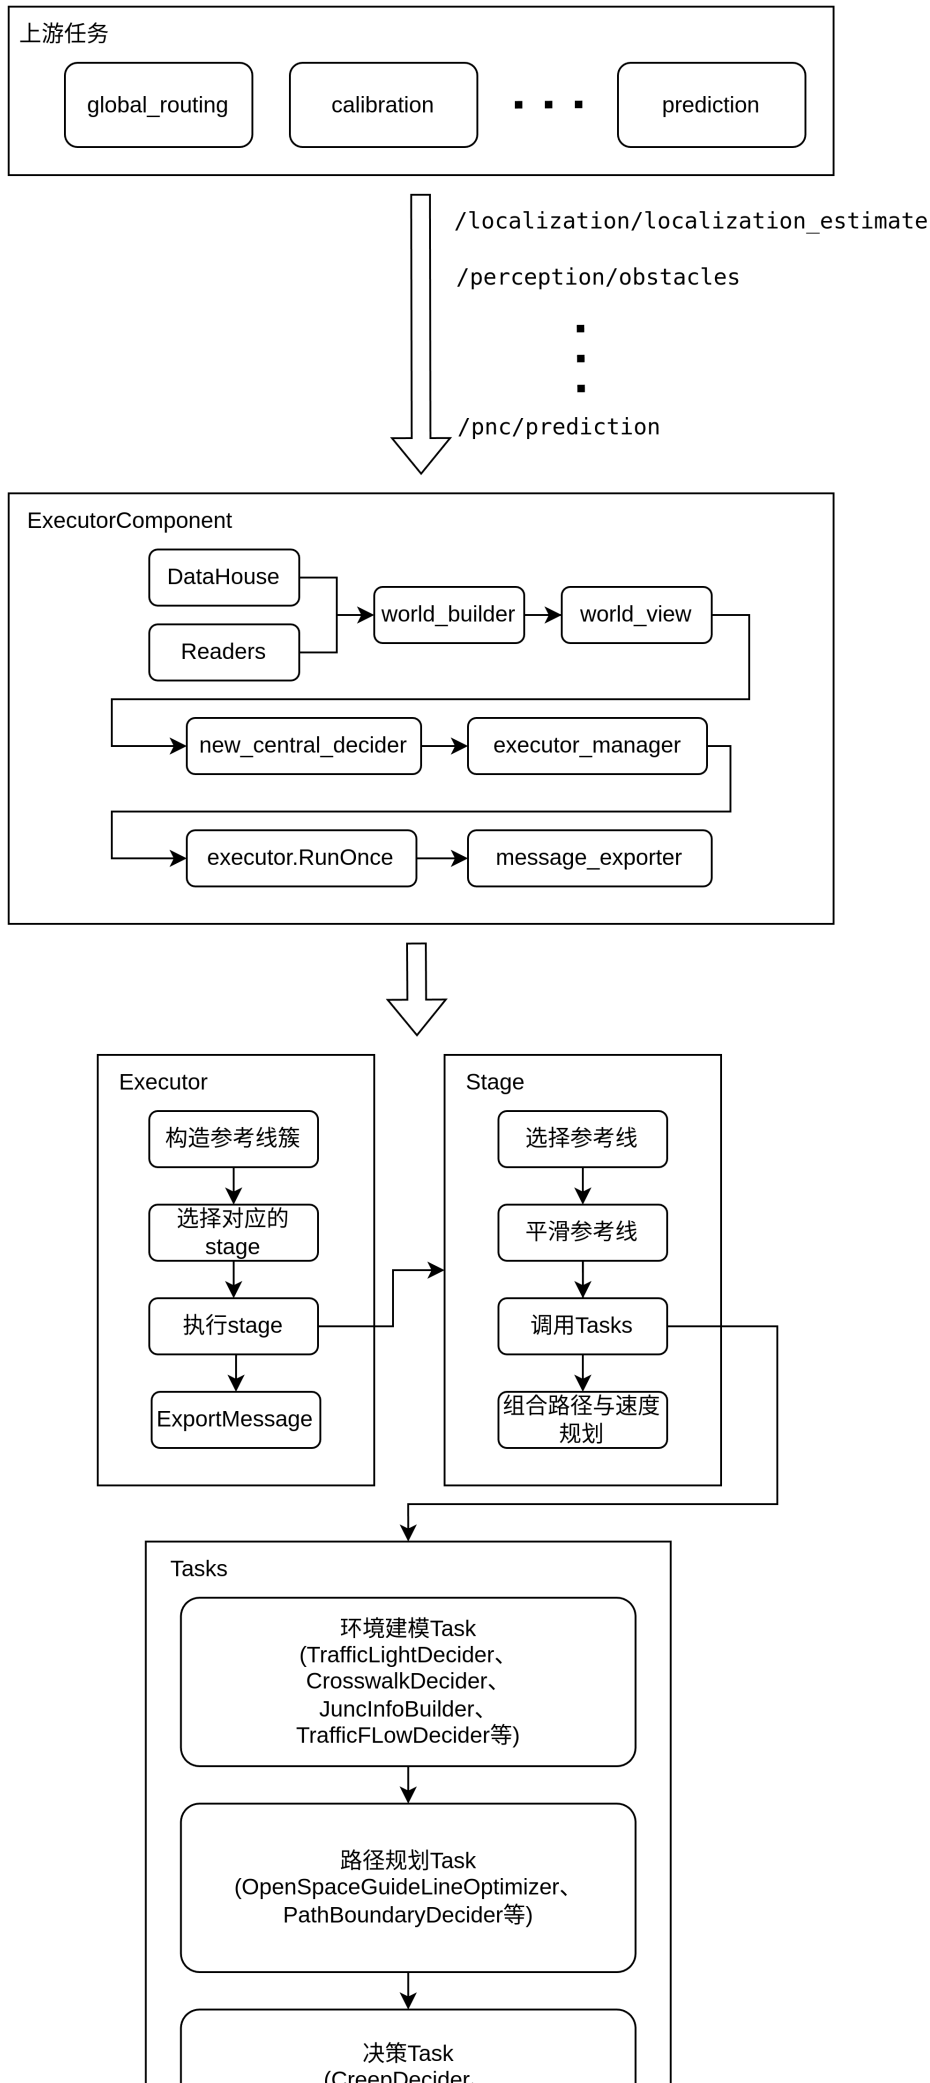 上游任务
global_routing
calibration
prediction
/localization/localization_estimate
/perception/obstacles
/pnc/prediction
ExecutorComponent
DataHouse
Readers
world_builder
world_view
new_central_decider
executor_manager
executor.RunOnce
message_exporter
Executor
构造参考线簇
选择对应的
stage
执行stage
ExportMessage
Stage
选择参考线
平滑参考线
调用Tasks
组合路径与速度
规划
Tasks
环境建模Task
(TrafficLightDecider、
CrosswalkDecider、
JuncInfoBuilder、
TrafficFLowDecider等)
路径规划Task
(OpenSpaceGuideLineOptimizer、
PathBoundaryDecider等)
决策Task
(CreepDecider、